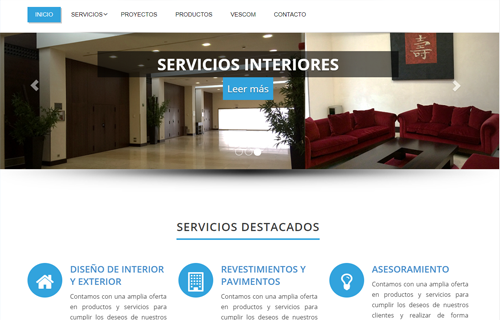 INICIO SERVICIOS PROYECTOS PRODUCTOS VESCOM CONTACTO
壽
SERVICIOS INTERIORES
Leer más
SERVICIOS DESTACADOS
DISEÑO DE INTERIOR Y EXTERIOR
Contamos con una amplia oferta
en productos y servicios para
cumplir los deseos de nuestros
REVESTIMIENTOS Y PAVIMENTOS
Contamos con una amplia oferta
en productos y servicios para
cumplir los deseos de nuestros
ASESORAMIENTO
Contamos con una amplia oferta
en productos y servicios para
cumplir los deseos de nuestros
clientes y realizar de forma